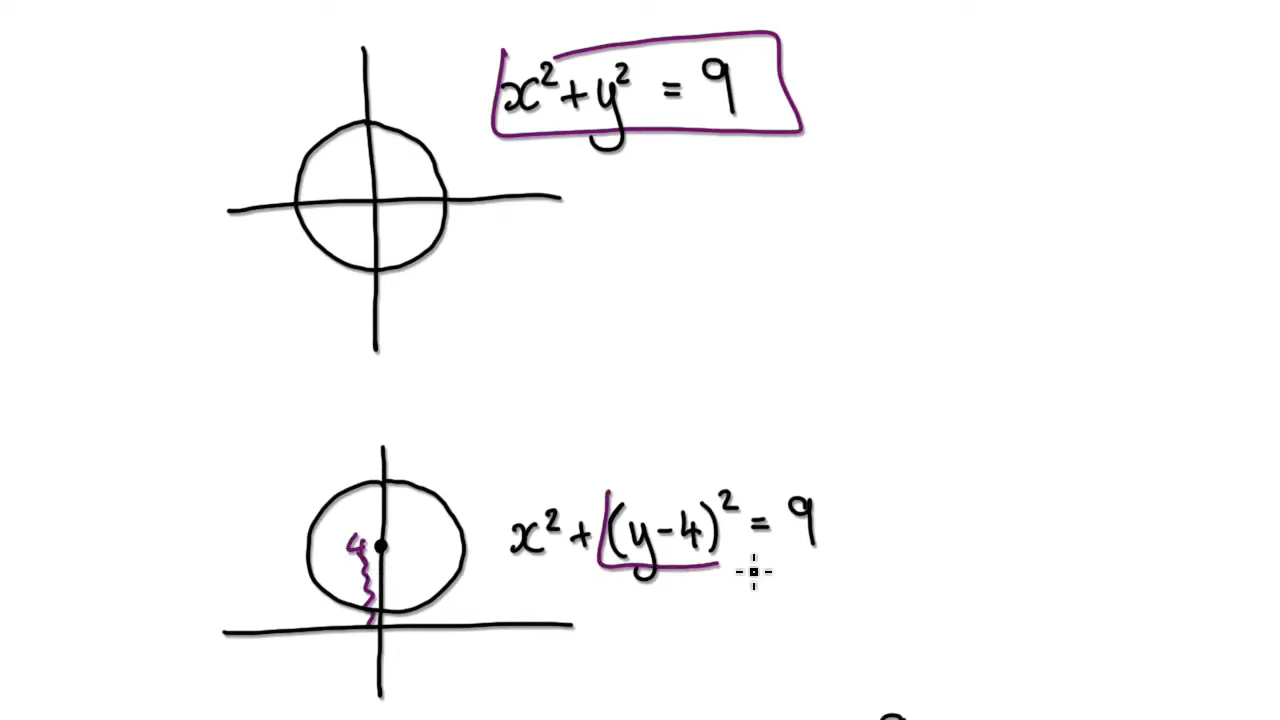 x² + y² = 9
4
x² + (y-4)² = 9